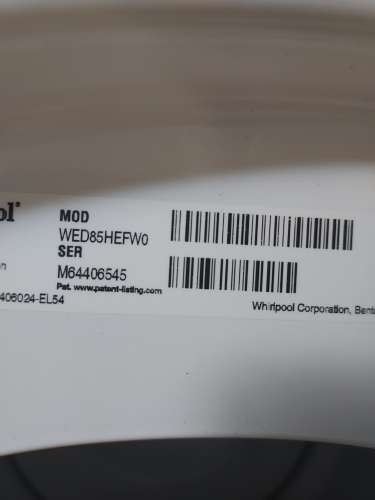 MOD
WED85HEFW0
SER
M64406545
Pat. www.patent-listing.com
406024-EL54
Whirlpool Corporation,